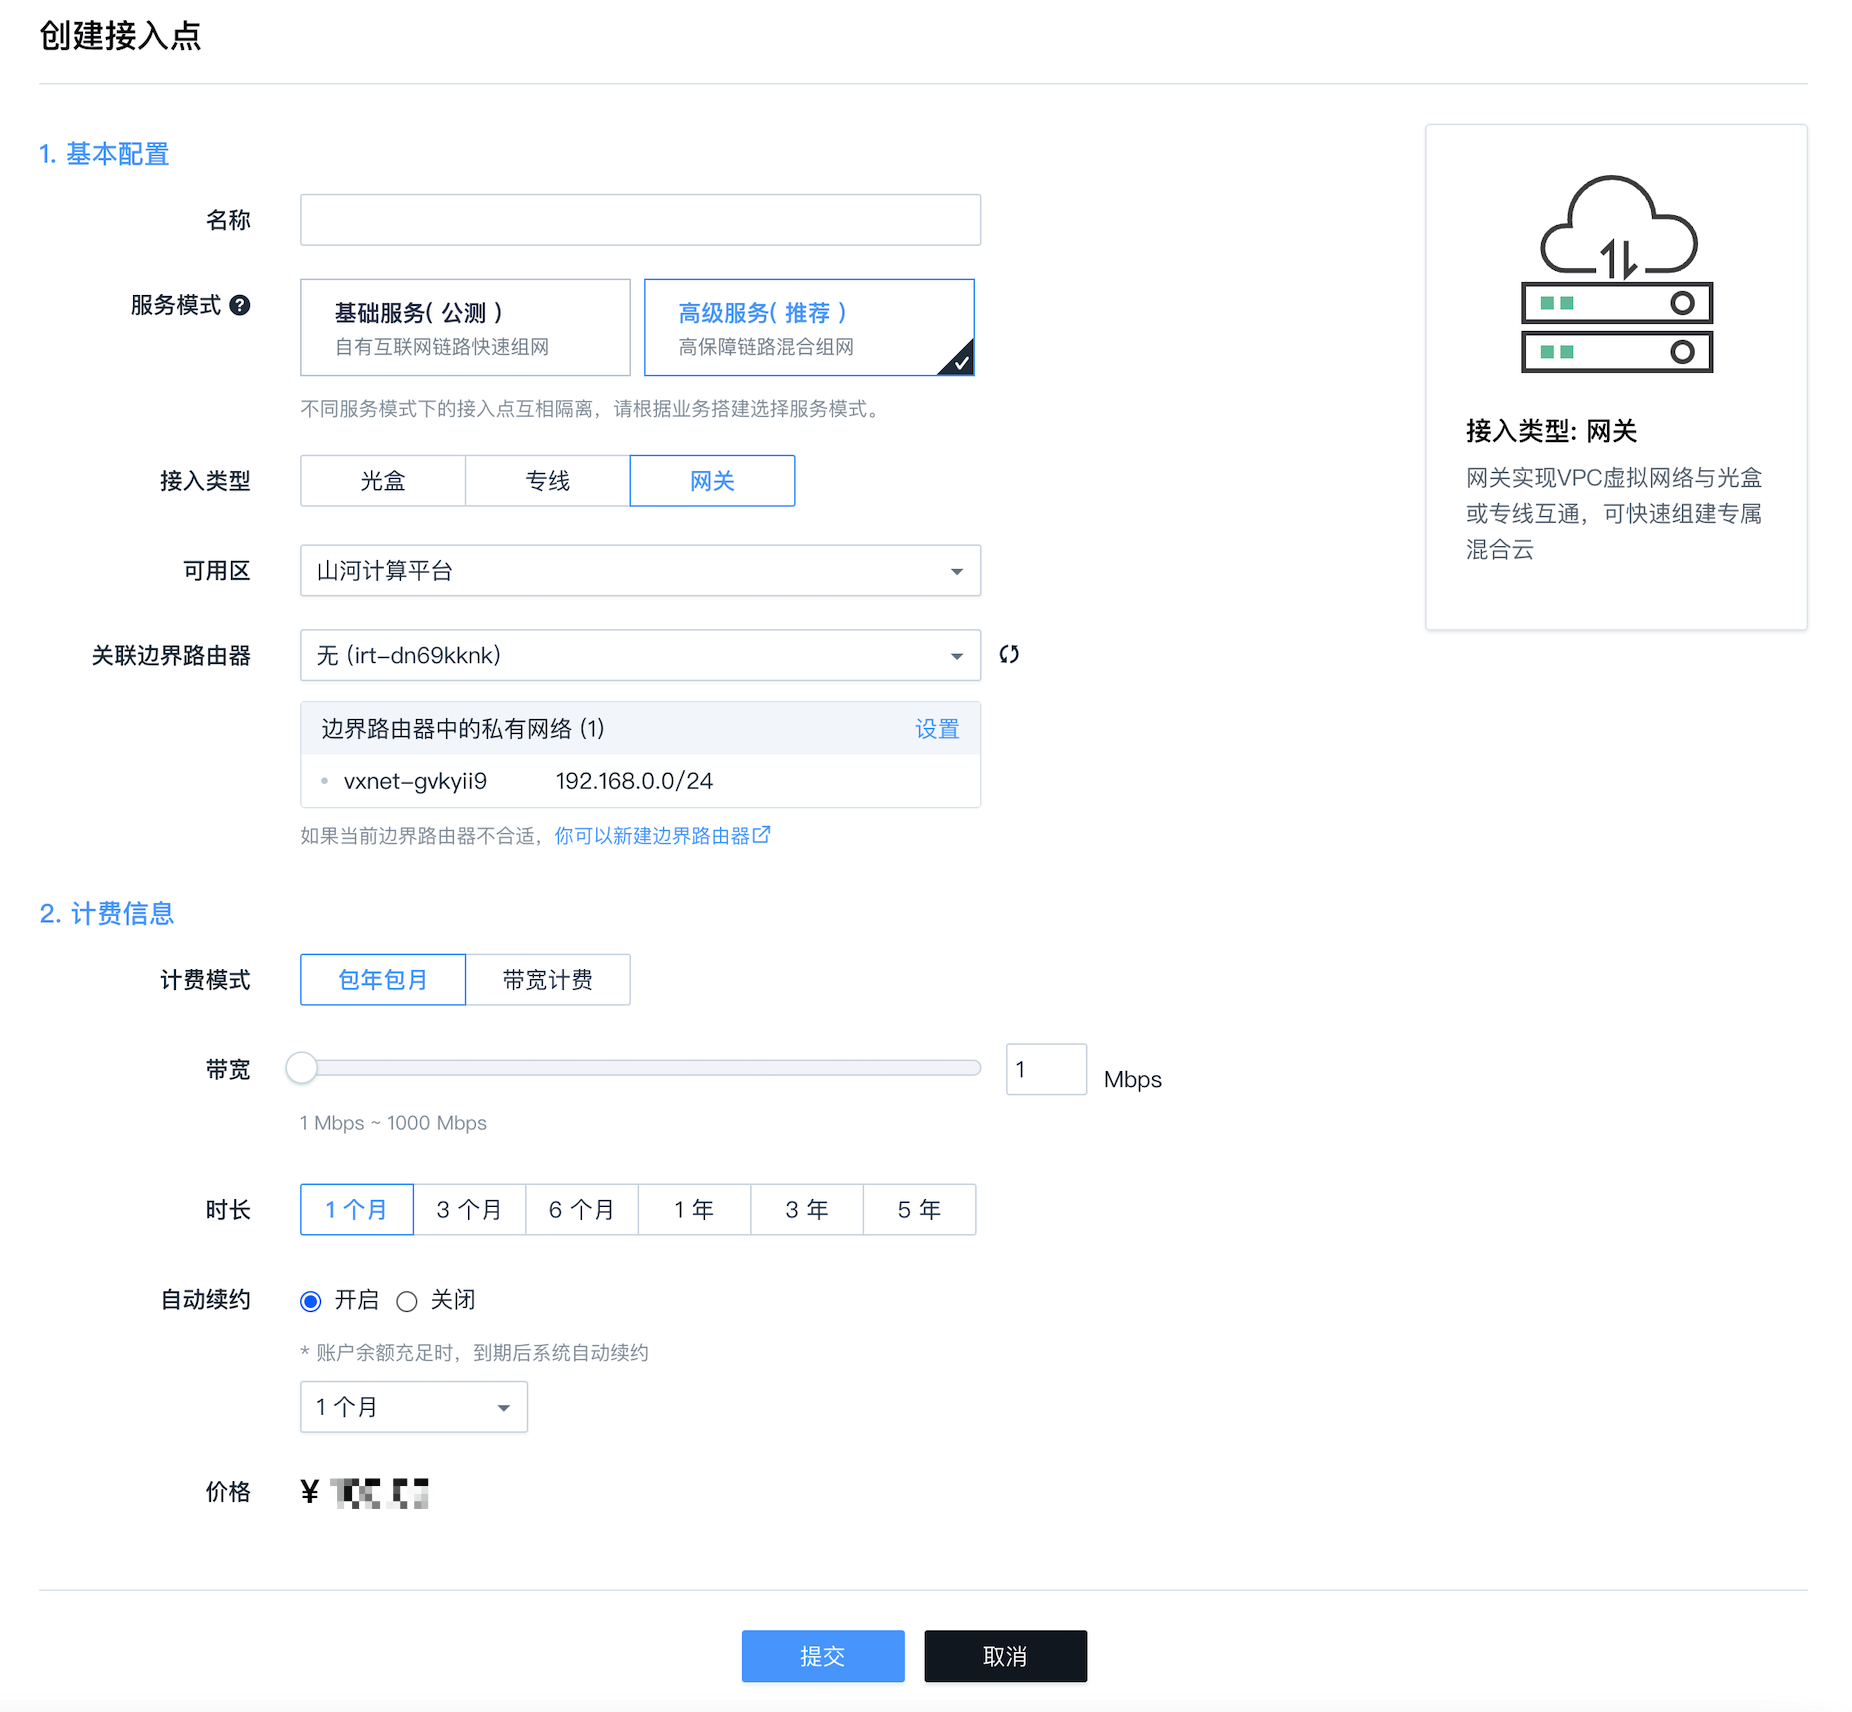 创建接入点
1. 基本配置
名称
服务模式 ?
基础服务( 公测 )
自有互联网链路快速组网
高级服务( 推荐 )
高保障链路混合组网
不同服务模式下的接入点互相隔离，请根据业务搭建选择服务模式。
接入类型 光盒 专线 网关
可用区 山河计算平台
关联边界路由器 无 (irt-dn69kknk)
边界路由器中的私有网络 (1) 设置
vxnet-gvkyii9 192.168.0.0/24
如果当前边界路由器不合适，你可以新建边界路由器
接入类型: 网关
网关实现VPC虚拟网络与光盒
或专线互通，可快速组建专属
混合云
2. 计费信息
计费模式 包年包月 带宽计费
带宽 1 Mbps
1 Mbps ~ 1000 Mbps
时长 1 个月 3 个月 6 个月 1 年 3 年 5 年
自动续约 开启 关闭
* 账户余额充足时，到期后系统自动续约
1 个月
价格 ¥
提交 取消